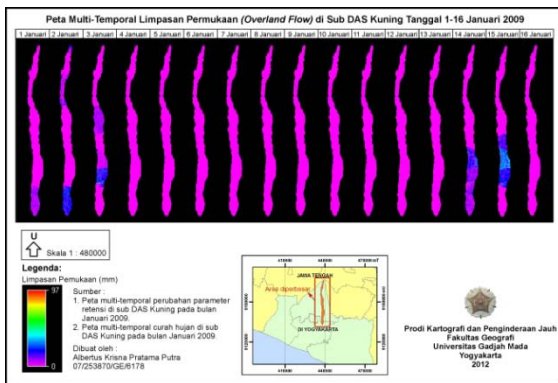 Peta Multi-Temporal Limpasan Permukaan (Overland Flow) di Sub DAS Kuning Tanggal 1-16 Januari 2009
1 Januari 2 Januari 3 Januari 4 Januari 5 Januari 6 Januari 7 Januari 8 Januari 9 Januari 10 Januari 11 Januari 12 Januari 13 Januari 14 Januari 15 Januari 16 Januari
U
Skala 1 : 480000
Legenda:
Limpasan Pemukaan (mm)
97
0
Sumber :
1. Peta multi-temporal perubahan parameter
retensi di sub DAS Kuning pada bulan
Januari 2009.
2. Peta multi-temporal curah hujan di sub
DAS Kuning pada bulan Januari 2009.
Dibuat oleh :
Albertus Krisna Pratama Putra
07/253870/GE/6178
JAWA TENGAH
Area diperbesar
DI YOGYAKARTA
Prodi Kartografi dan Penginderaan Jauh
Fakultas Geografi
Universitas Gadjah Mada
Yogyakarta
2012